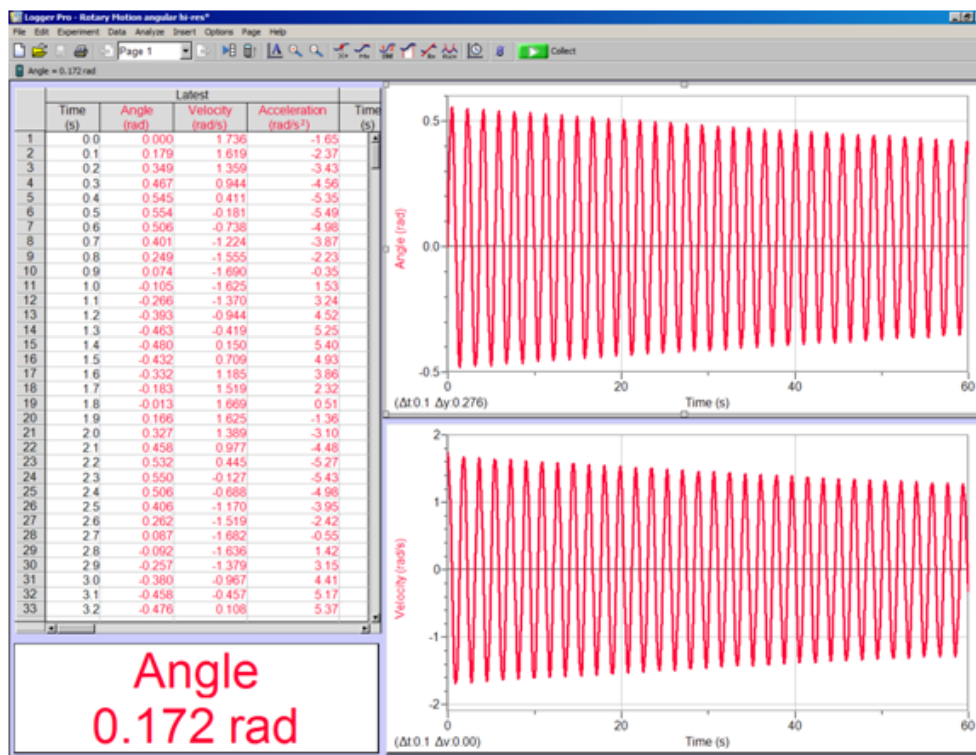 Logger Pro - Rotary Motion angular hi-res*
File Edit Experiment Data Analyze Insert Options Page Help
Page 1 Collect
Angle = 0.172 rad
Latest
Time Angle Velocity Acceleration Time
(s) (rad) (rad/s) (rad/s²) (s)
1 0.0 0.000 1.736 -1.65
2 0.1 0.179 1.619 -2.37
3 0.2 0.349 1.359 -3.43
4 0.3 0.467 0.944 -4.56
5 0.4 0.545 0.411 -5.35
6 0.5 0.554 -0.181 -5.49
7 0.6 0.506 -0.738 -4.98
8 0.7 0.401 -1.224 -3.87
9 0.8 0.249 -1.555 -2.23
10 0.9 0.074 -1.690 -0.35
11 1.0 -0.105 -1.625 1.53
12 1.1 -0.266 -1.370 3.24
13 1.2 -0.393 -0.944 4.52
14 1.3 -0.463 -0.419 5.25
15 1.4 -0.480 0.150 5.40
16 1.5 -0.432 0.709 4.93
17 1.6 -0.332 1.185 3.86
18 1.7 -0.183 1.519 2.32
19 1.8 -0.013 1.669 0.51
20 1.9 0.166 1.625 -1.36
21 2.0 0.327 1.389 -3.10
22 2.1 0.458 0.977 -4.48
23 2.2 0.532 0.445 -5.27
24 2.3 0.550 -0.127 -5.43
25 2.4 0.506 -0.688 -4.98
26 2.5 0.406 -1.170 -3.95
27 2.6 0.262 -1.519 -2.42
28 2.7 0.087 -1.682 -0.55
29 2.8 -0.092 -1.636 1.42
30 2.9 -0.257 -1.379 3.15
31 3.0 -0.380 -0.967 4.41
32 3.1 -0.458 -0.457 5.17
33 3.2 -0.476 0.108 5.37
Angle
0.172 rad
0.5
Angle (rad)
0.0
-0.5
0 20 40 60
(Δt:0.1 Δy:0.276) Time (s)
2
1
Velocity (rad/s)
0
-1
-2
0 20 40 60
(Δt:0.1 Δy:0.00) Time (s)